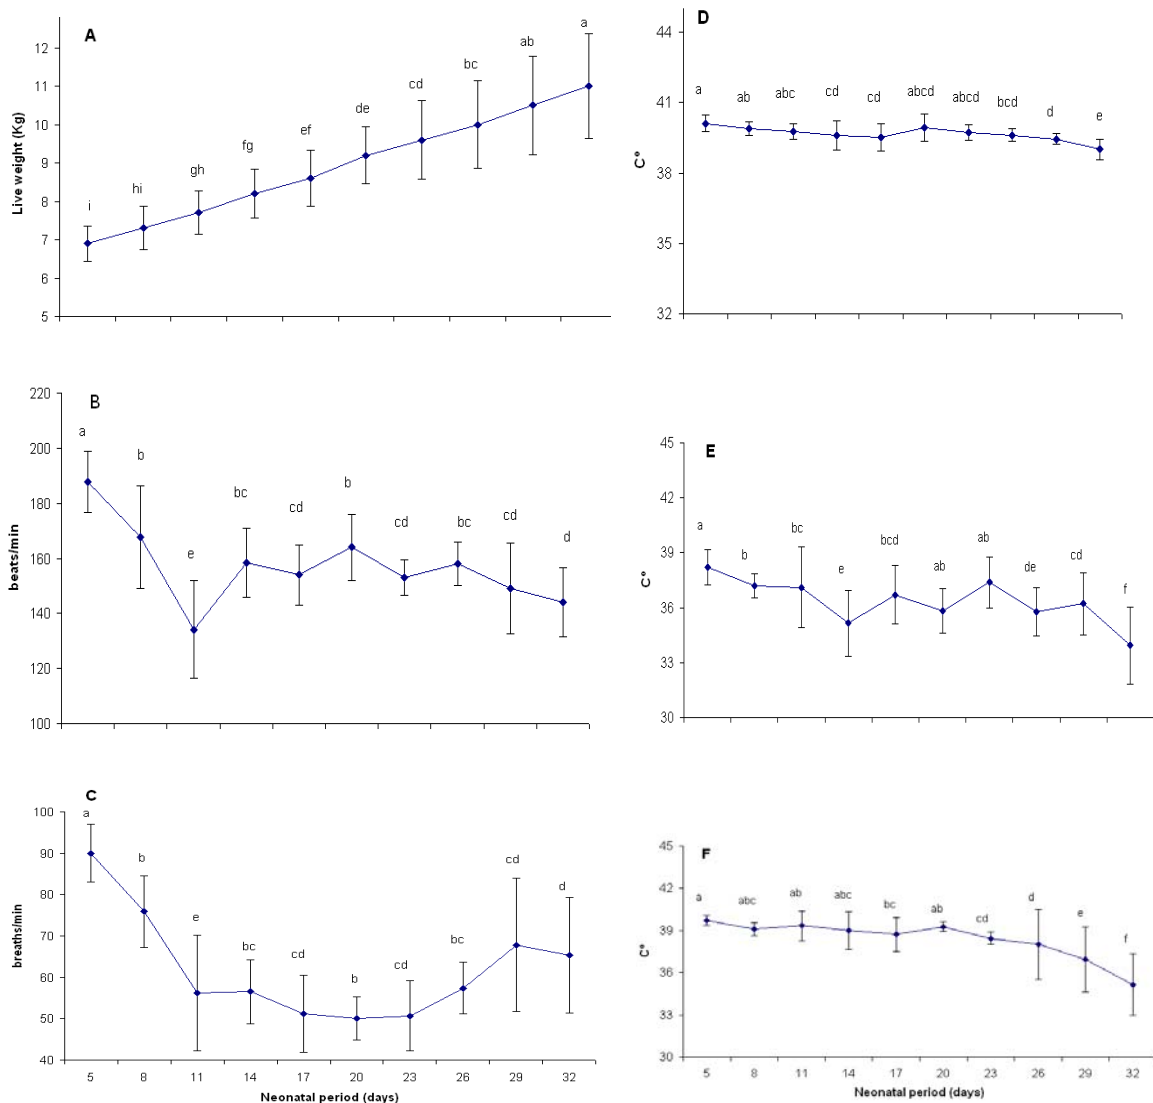 A
Live weight (Kg)
12
11
10
9
8
7
6
5
i
hi
gh
fg
ef
de
cd
bc
ab
a
B
beats/min
220
200
180
160
140
120
100
a
b
e
bc
cd
b
cd
bc
cd
d
C
breaths/min
100
90
80
70
60
50
40
a
b
e
bc
cd
b
cd
bc
cd
d
5 8 11 14 17 20 23 26 29 32
Neonatal period (days)
D
C°
44
41
38
35
32
a
ab
abc
cd
cd
abcd
abcd
bcd
d
e
E
C°
45
42
39
36
33
30
a
b
bc
e
bcd
ab
ab
de
cd
f
F
C°
45
42
39
36
33
30
a
abc
ab
abc
bc
ab
cd
d
e
f
5 8 11 14 17 20 23 26 29 32
Neonatal period (days)